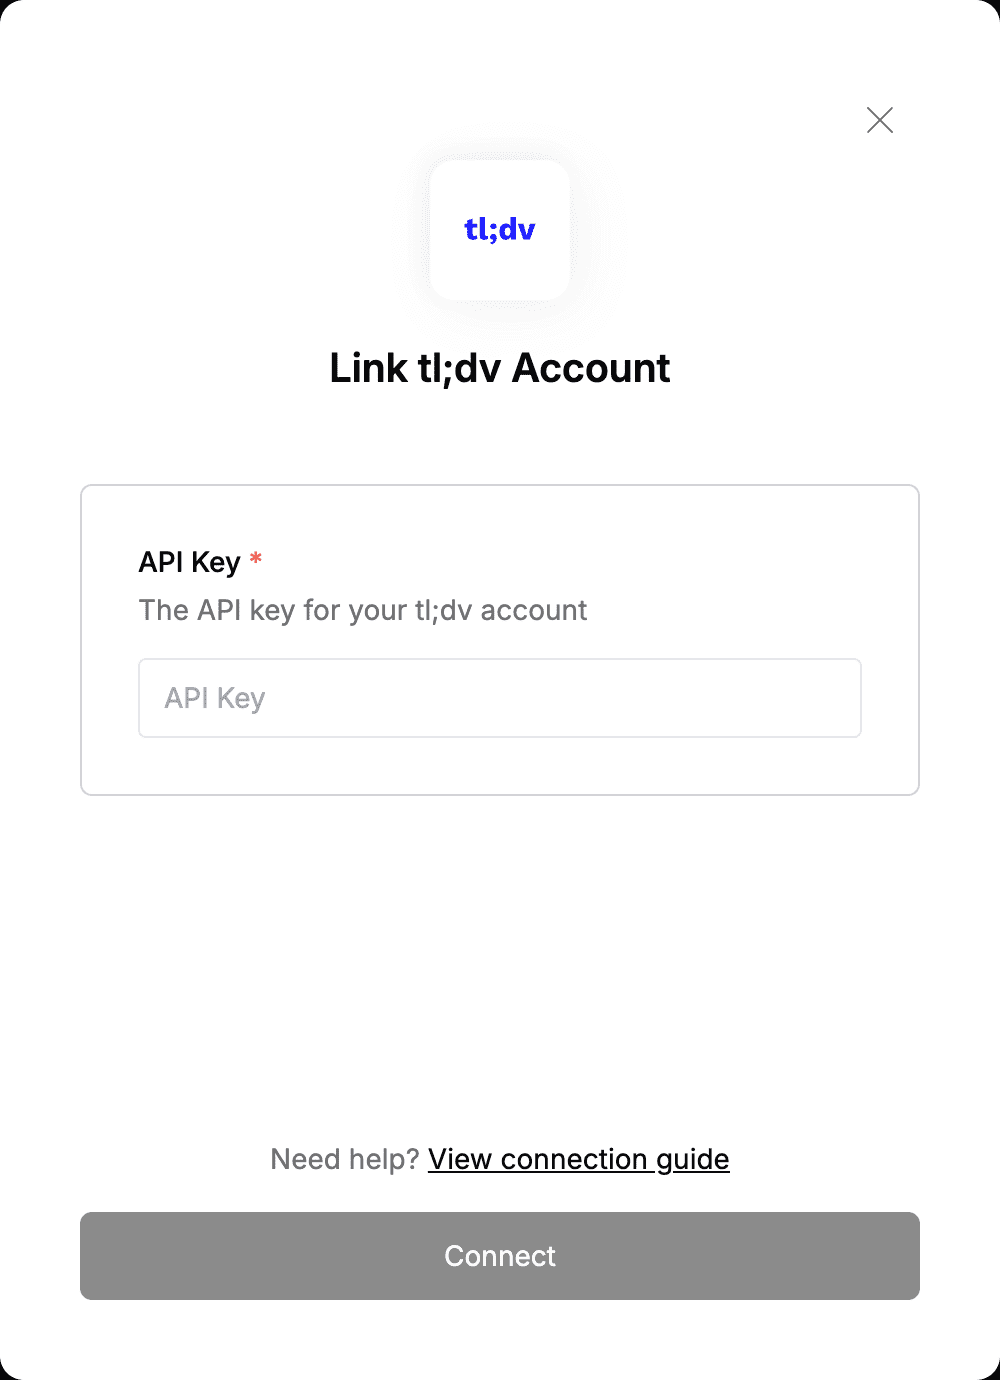 tl;dv
Link tl;dv Account
API Key *
The API key for your tl;dv account
API Key
Need help? View connection guide
Connect